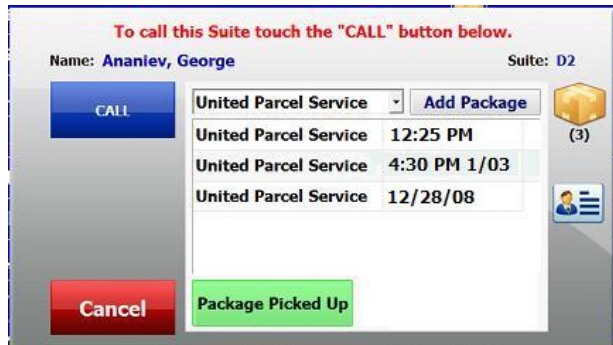 To call this Suite touch the "CALL" button below.
Name: Ananiev, George Suite: D2
CALL
United Parcel Service Add Package
(3)
United Parcel Service 12:25 PM
United Parcel Service 4:30 PM 1/03
United Parcel Service 12/28/08
Cancel
Package Picked Up